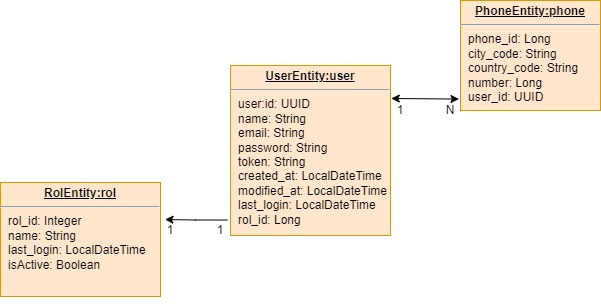 PhoneEntity:phone
phone_id: Long
city_code: String
country_code: String
number: Long
user_id: UUID
UserEntity:user
user:id: UUID
name: String
email: String
password: String
token: String
created_at: LocalDateTime
modified_at: LocalDateTime
last_login: LocalDateTime
rol_id: Long
1
N
RolEntity:rol
rol_id: Integer
name: String
last_login: LocalDateTime
isActive: Boolean
1
1